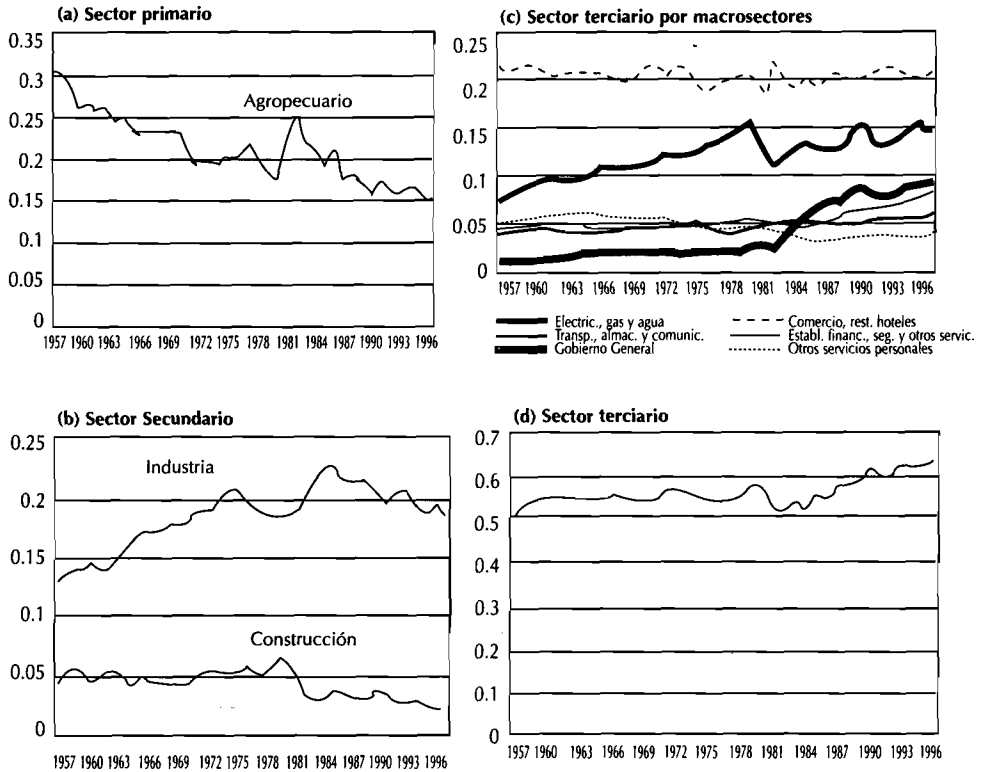 (a) Sector primario
0.35
0.3
0.25
0.2
0.15
0.1
0.05
0
Agropecuario
1957 1960 1963 1966 1969 1972 1975 1978 1981 1984 1987 1990 1993 1996
(c) Sector terciario por macrosectores
0.25
0.2
0.15
0.1
0.05
0
1957 1960 1963 1966 1969 1972 1975 1978 1981 1984 1987 1990 1993 1996
Electric., gas y agua
Transp., almac. y comunic.
Gobierno General
Comercio, rest. hoteles
Establ. financ., seg. y otros servic.
Otros servicios personales
(b) Sector Secundario
0.25
0.2
0.15
0.1
0.05
0
Industria
Construcción
1957 1960 1963 1966 1969 1972 1975 1978 1981 1984 1987 1990 1993 1996
(d) Sector terciario
0.7
0.6
0.5
0.4
0.3
0.2
0.1
0
1957 1960 1963 1966 1969 1972 1975 1978 1981 1984 1987 1990 1993 1996